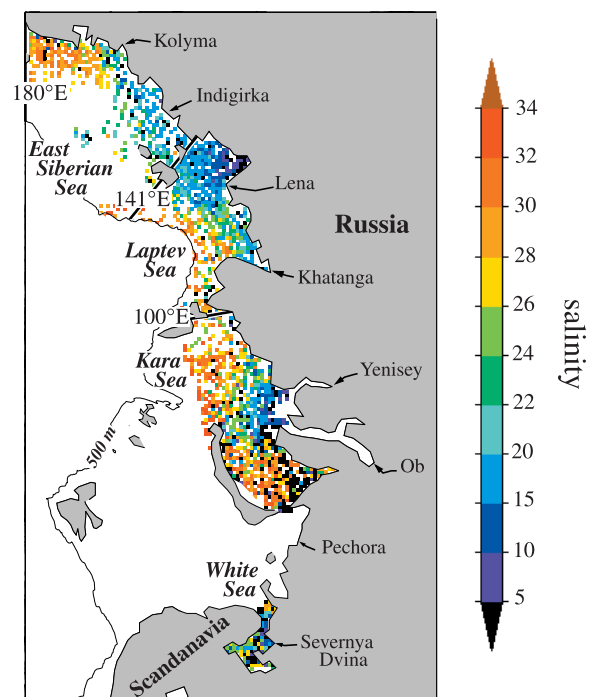 Kolyma
180°E
Indigirka
East
Siberian
Sea
Lena
141°E
Russia
Laptev
Sea
Khatanga
100°E
Kara
Sea
Yenisey
500 m
Ob
Pechora
White
Sea
Severnya
Dvina
Scandanavia
34
32
30
28
26
24
22
20
15
10
5
salinity